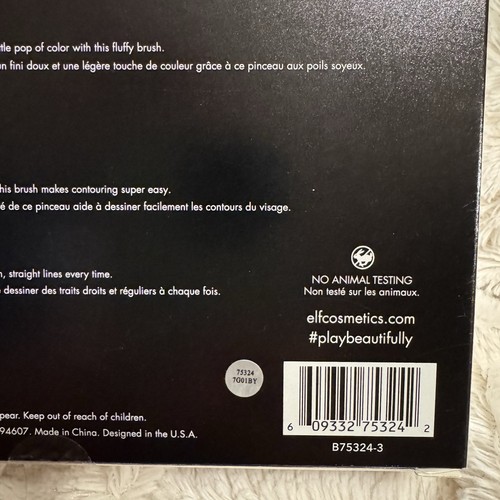 tle pop of color with this fluffy brush.
un fini doux et une légère touche de couleur grâce à ce pinceau aux poils soyeux.
his brush makes contouring super easy.
é de ce pinceau aide à dessiner facilement les contours du visage.
, straight lines every time.
dessiner des traits droits et réguliers à chaque fois.
NO ANIMAL TESTING
Non testé sur les animaux.
elfcosmetics.com
#playbeautifully
75324
7G01BY
pear. Keep out of reach of children.
94607. Made in China. Designed in the U.S.A.
6 09332 75324 2
B75324-3